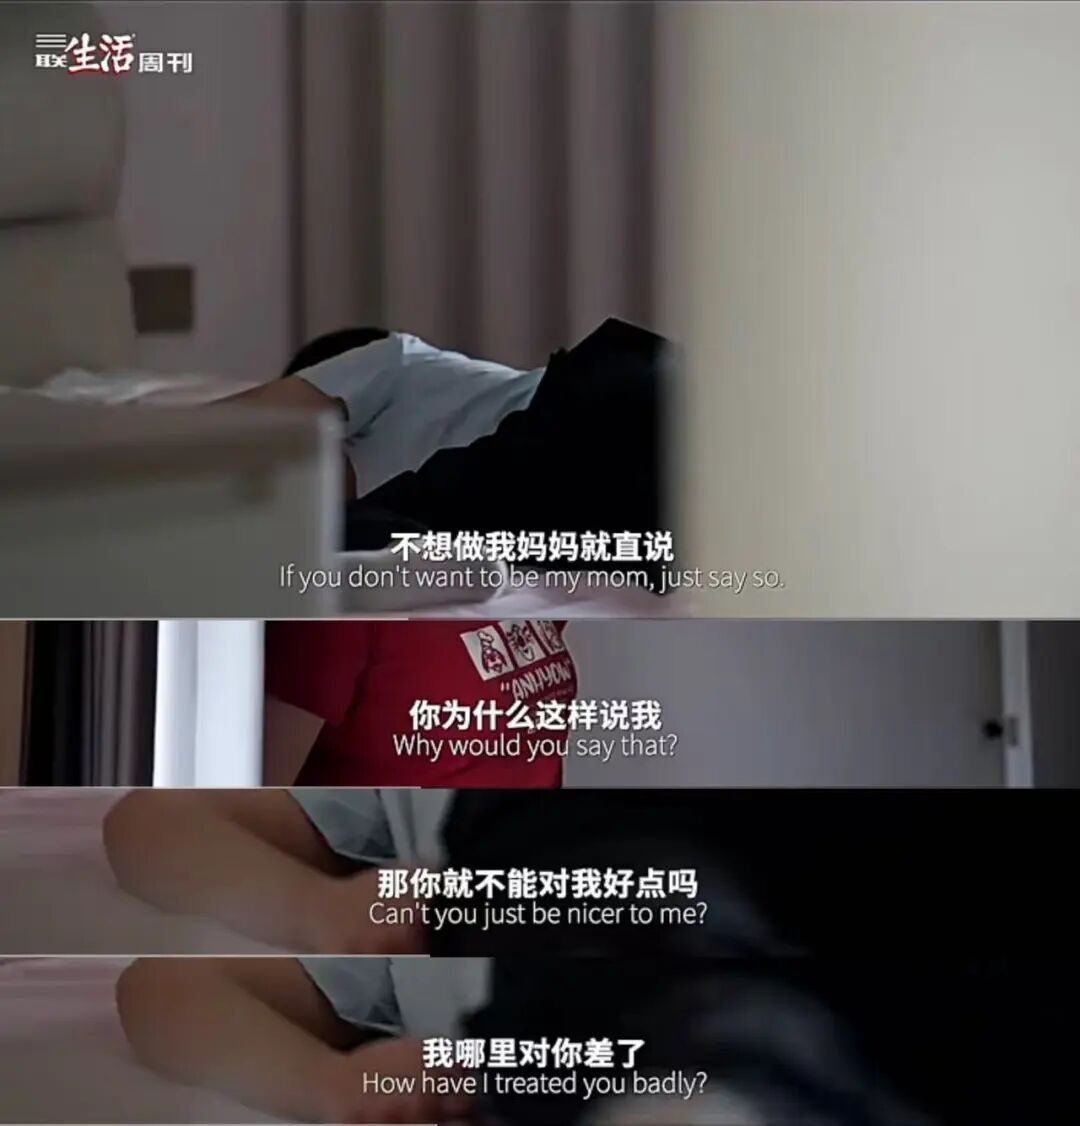 三联生活周刊
不想做我妈妈就直说
If you don't want to be my mom, just say so.
"ANHYOW"
你为什么这样说我
Why would you say that?
那你就不能对我好点吗
Can't you just be nicer to me?
我哪里对你差了
How have I treated you badly?